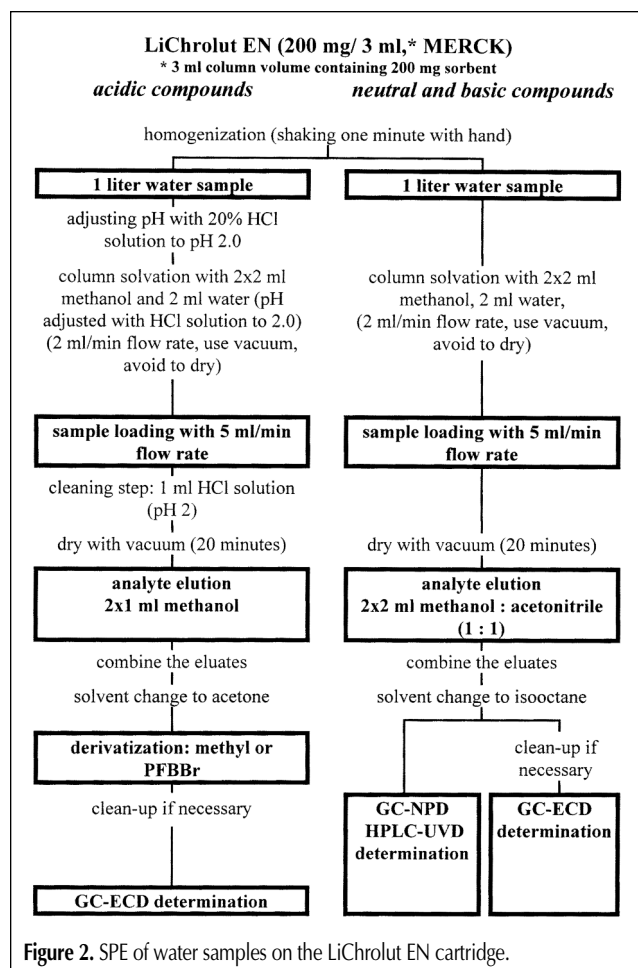 LiChrolut EN (200 mg/ 3 ml,* MERCK)
* 3 ml column volume containing 200 mg sorbent
acidic compounds
neutral and basic compounds
homogenization (shaking one minute with hand)
1 liter water sample
adjusting pH with 20% HCl
solution to pH 2.0
column solvation with 2x2 ml
methanol and 2 ml water (pH
adjusted with HCl solution to 2.0)
(2 ml/min flow rate, use vacuum,
avoid to dry)
sample loading with 5 ml/min
flow rate
cleaning step: 1 ml HCl solution
(pH 2)
dry with vacuum (20 minutes)
analyte elution
2x1 ml methanol
combine the eluates
solvent change to acetone
derivatization: methyl or
PFBBr
clean-up if necessary
GC-ECD determination
1 liter water sample
column solvation with 2x2 ml
methanol, 2 ml water,
(2 ml/min flow rate, use vacuum,
avoid to dry)
sample loading with 5 ml/min
flow rate
dry with vacuum (20 minutes)
analyte elution
2x2 ml methanol : acetonitrile
(1 : 1)
combine the eluates
solvent change to isooctane
clean-up if
necessary
GC-NPD
HPLC-UVD
determination
GC-ECD
determination
Figure 2. SPE of water samples on the LiChrolut EN cartridge.